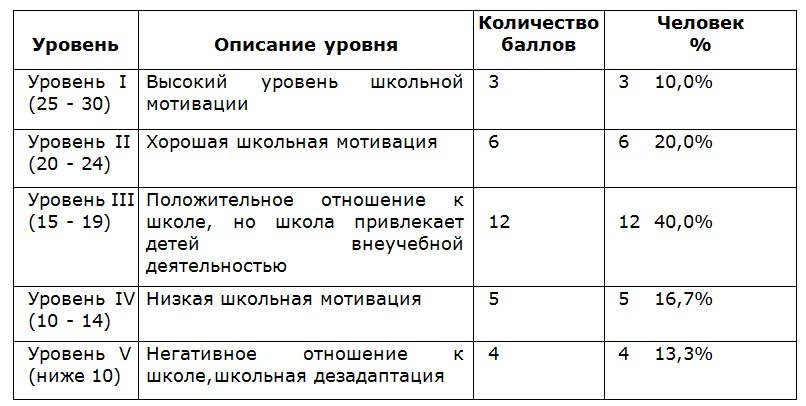 Уровень Описание уровня Количество баллов Человек %
Уровень I Высокий уровень школьной 3 3 10,0%
(25 - 30) мотивации
Уровень II Хорошая школьная мотивация 6 6 20,0%
(20 - 24)
Уровень III Положительное отношение к
(15 - 19) школе, но школа привлекает 12 12 40,0%
детей внеучебной
деятельностью
Уровень IV Низкая школьная мотивация 5 5 16,7%
(10 - 14)
Уровень V Негативное отношение к 4 4 13,3%
(ниже 10) школе,школьная дезадаптация